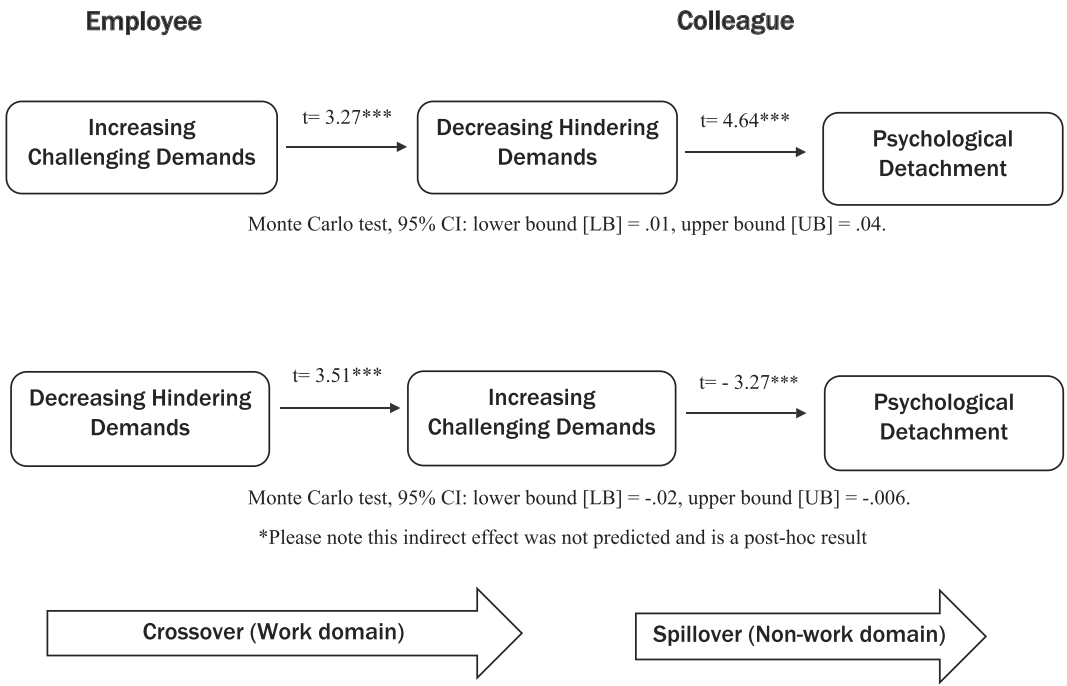 Employee
Colleague
Increasing
Challenging Demands
t= 3.27***
Decreasing Hindering
Demands
t= 4.64***
Psychological
Detachment
Monte Carlo test, 95% CI: lower bound [LB] = .01, upper bound [UB] = .04.
Decreasing Hindering
Demands
t= 3.51***
Increasing
Challenging Demands
t= - 3.27***
Psychological
Detachment
Monte Carlo test, 95% CI: lower bound [LB] = -.02, upper bound [UB] = -.006.
*Please note this indirect effect was not predicted and is a post-hoc result
Crossover (Work domain)
Spillover (Non-work domain)